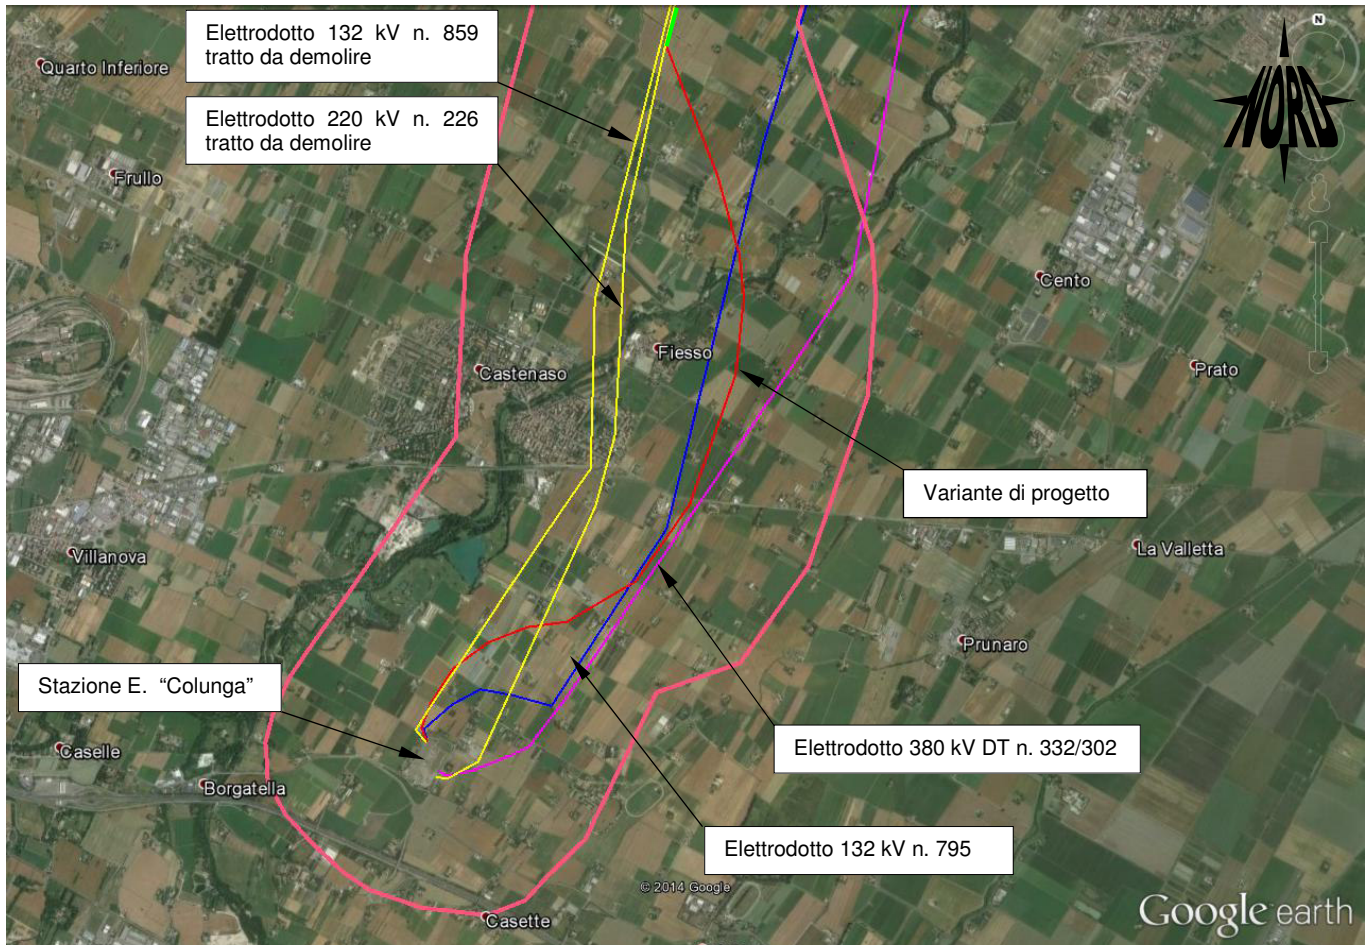 Elettrodotto 132 kV n. 859
tratto da demolire
Elettrodotto 220 kV n. 226
tratto da demolire
N
NORD
Quarto Inferiore
Frullo
Cento
Fiesso
Castenaso
Prato
Variante di progetto
Villanova
La Valletta
Prunaro
Stazione E. “Colunga”
Caselle
Elettrodotto 380 kV DT n. 332/302
Borgatella
Elettrodotto 132 kV n. 795
© 2014 Google
Casette
Google earth